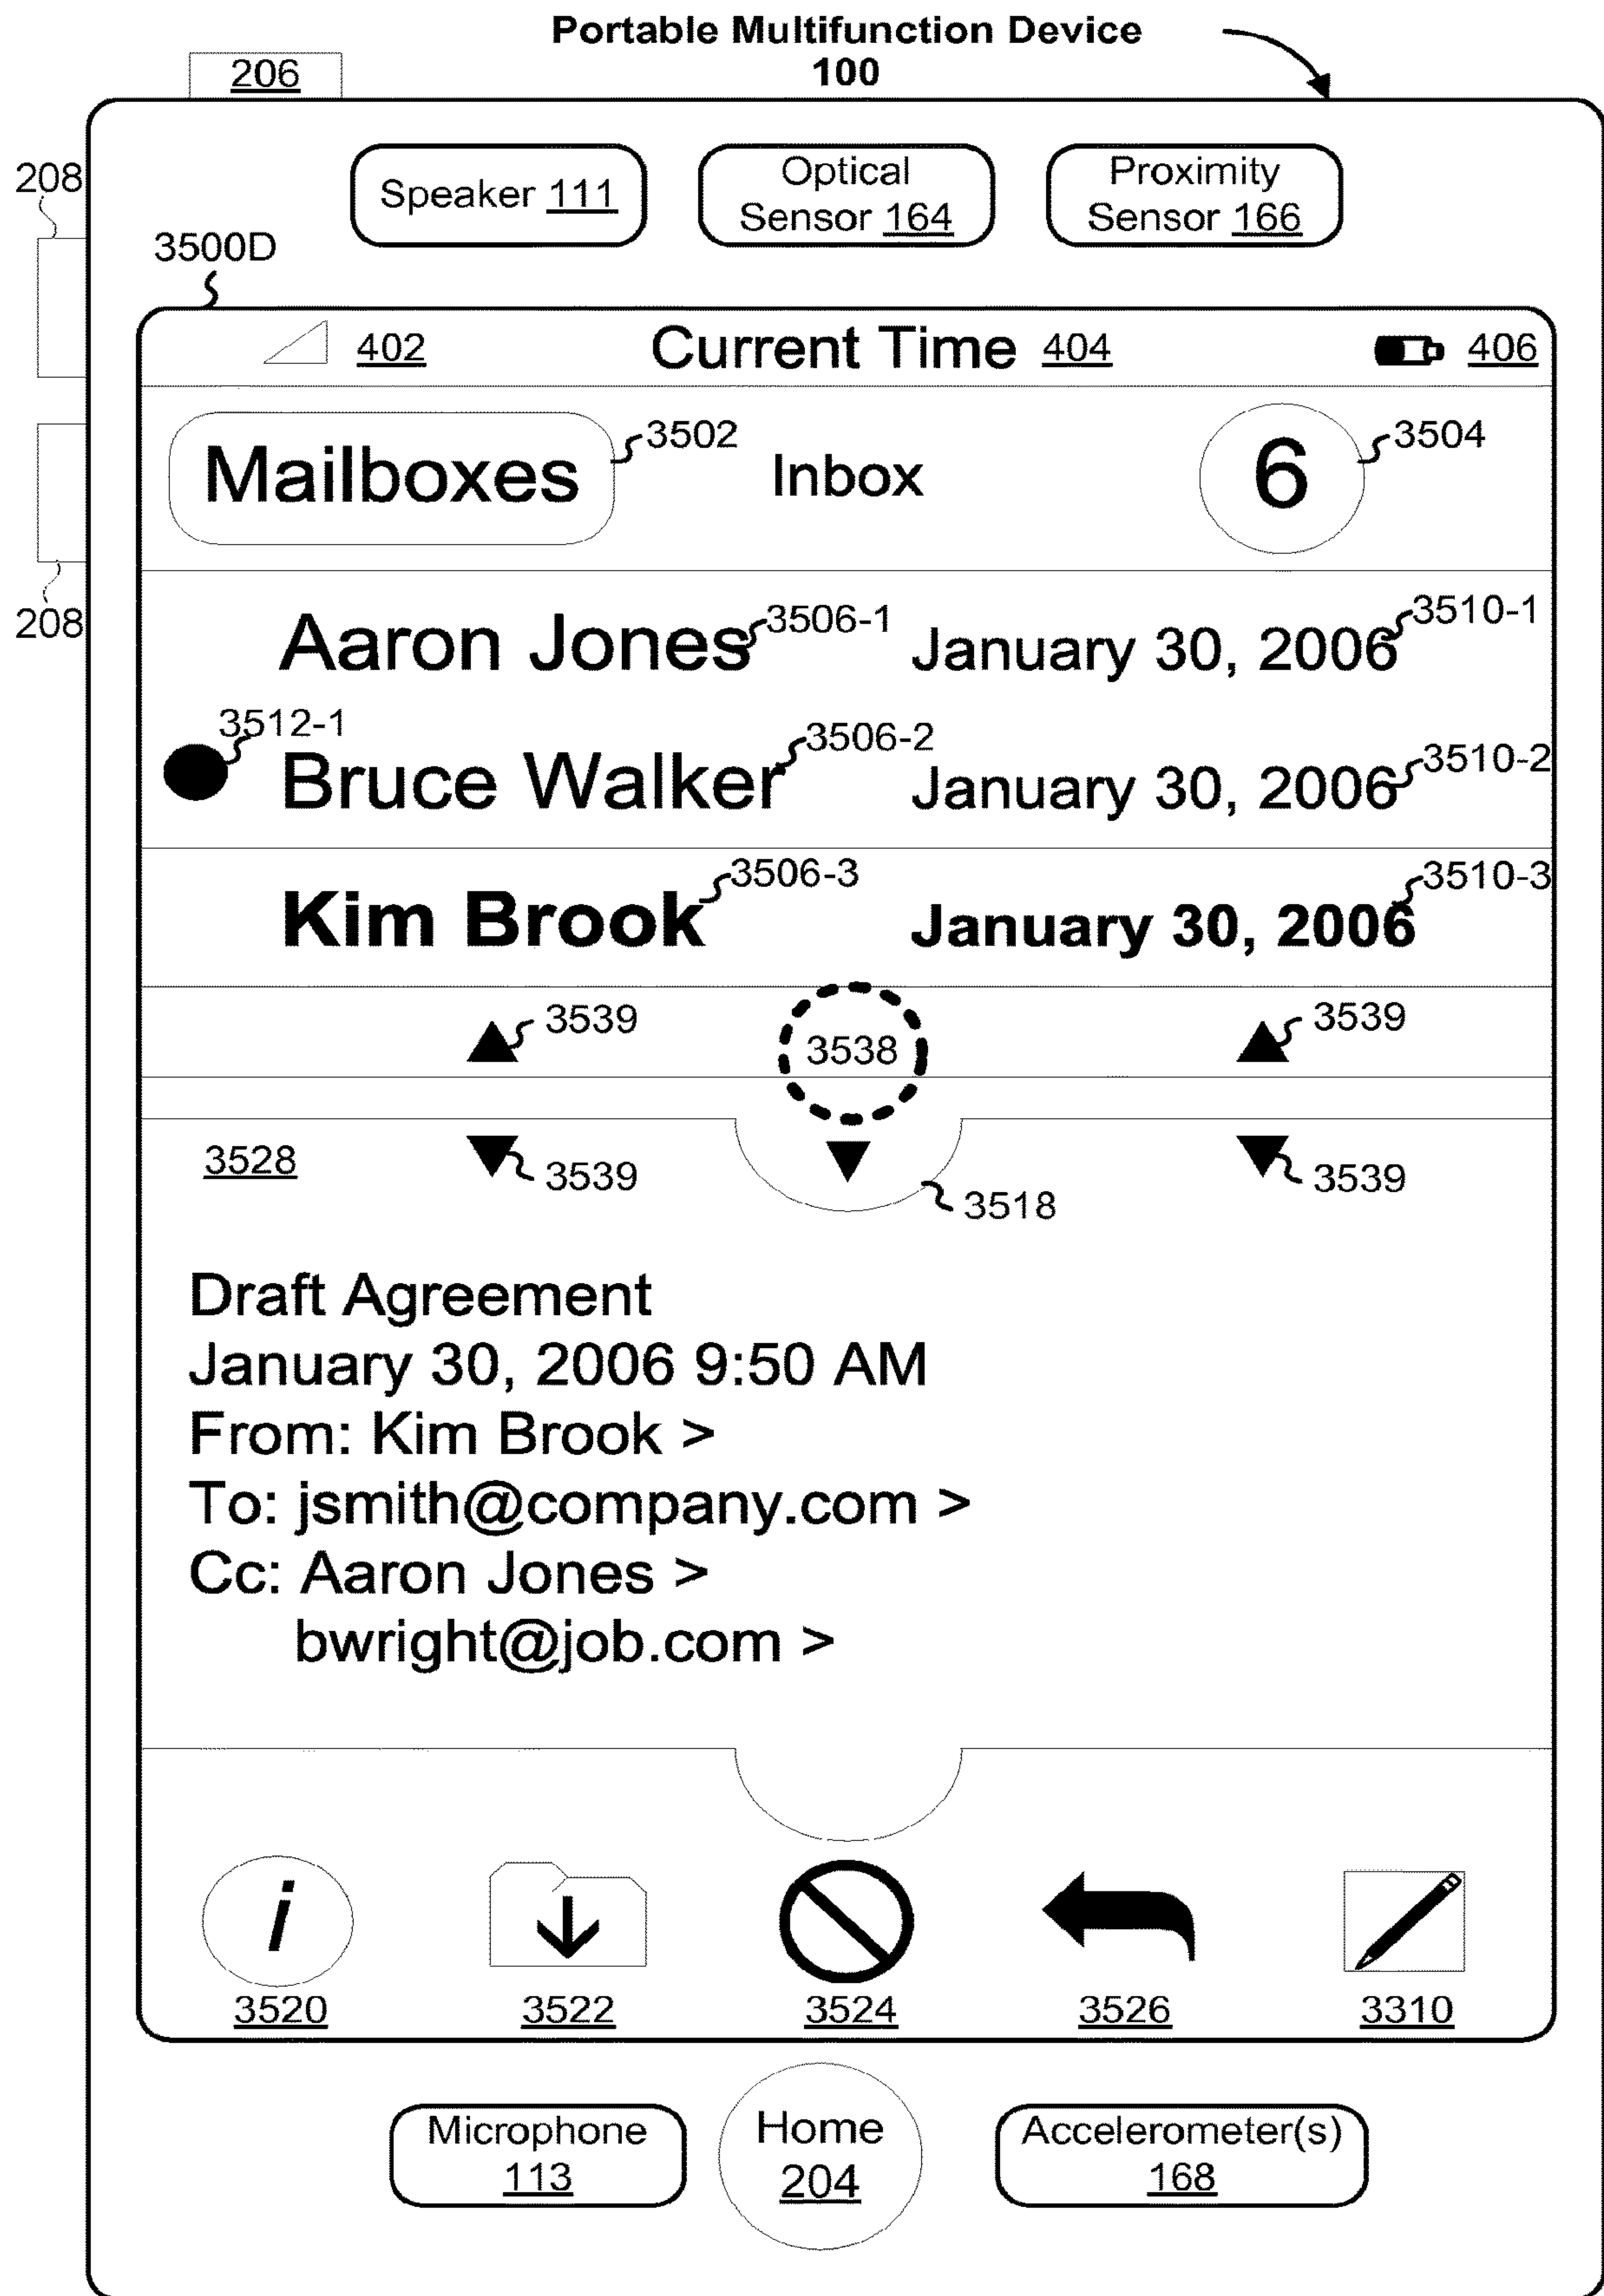 Portable Multifunction Device
100
206
208
Speaker 111
Optical
Sensor 164
Proximity
Sensor 166
3500D
402
Current Time 404
406
Mailboxes
3502
Inbox
6
3504
208
Aaron Jones
3506-1
January 30, 2006
3510-1
3512-1
Bruce Walker
3506-2
January 30, 2006
3510-2
Kim Brook
3506-3
January 30, 2006
3510-3
3539
3538
3539
3528
3539
3518
3539
Draft Agreement
January 30, 2006 9:50 AM
From: Kim Brook >
To: jsmith@company.com >
Cc: Aaron Jones >
bwright@job.com >
i
3520
3522
3524
3526
3310
Microphone
113
Home
204
Accelerometer(s)
168